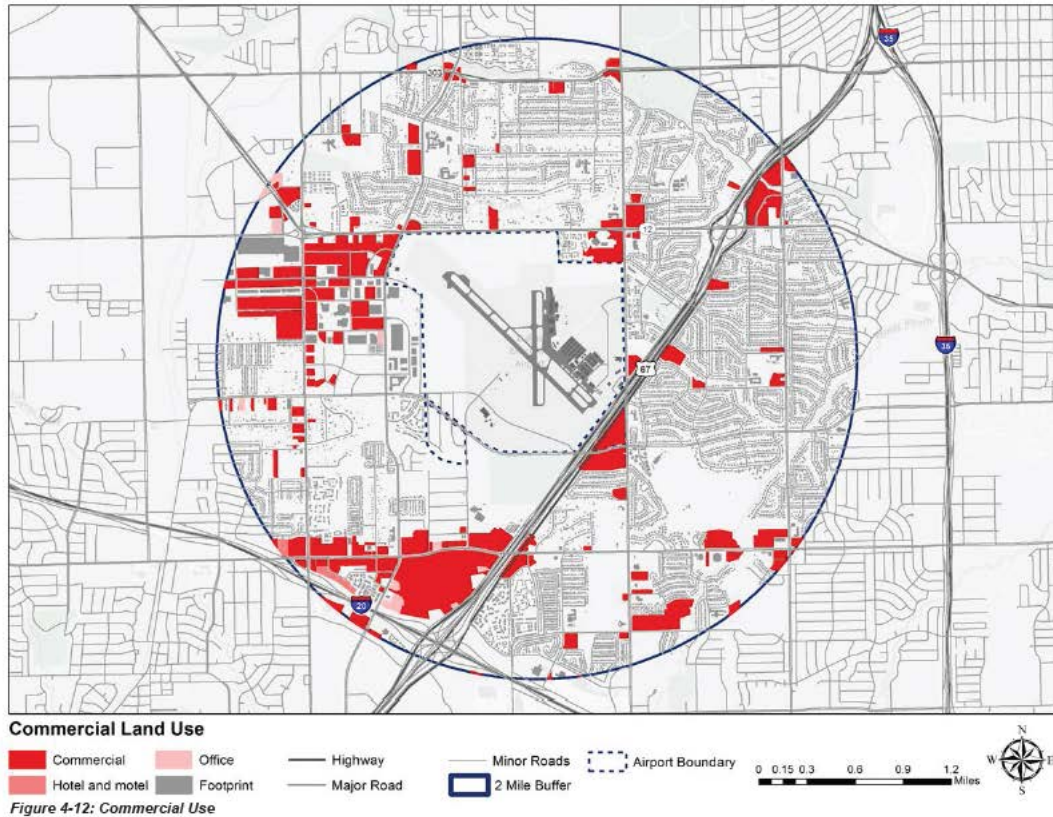 35
303
12
67
35
20
Commercial Land Use
Commercial
Office
Highway
Minor Roads
Airport Boundary
Hotel and motel
Footprint
Major Road
2 Mile Buffer
0 0.15 0.3 0.6 0.9 1.2
Miles
N
W E
S
Figure 4-12: Commercial Use